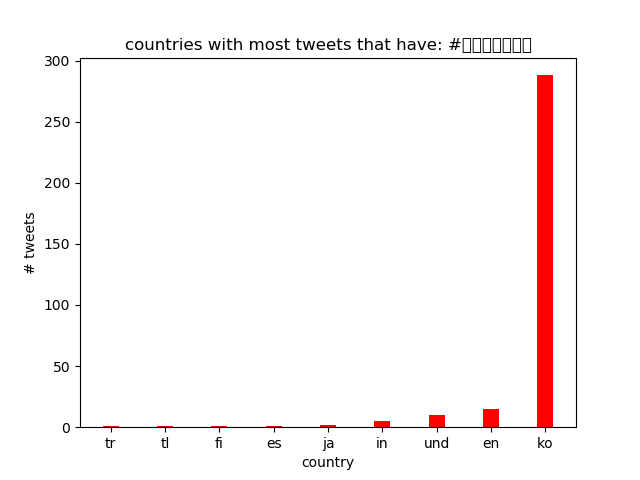 countries with most tweets that have: #
300
250
200
150
100
50
0
# tweets
tr tl fi es ja in und en ko
country